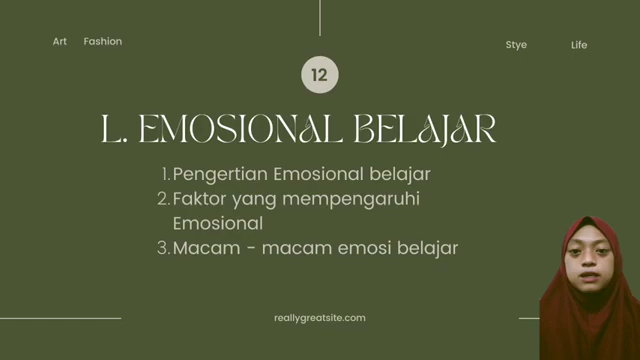 Art Fashion
Stye Life
12
L. EMOSIONAL BELAJAR
1. Pengertian Emosional belajar
2. Faktor yang mempengaruhi
Emosional
3. Macam - macam emosi belajar
reallygreatsite.com